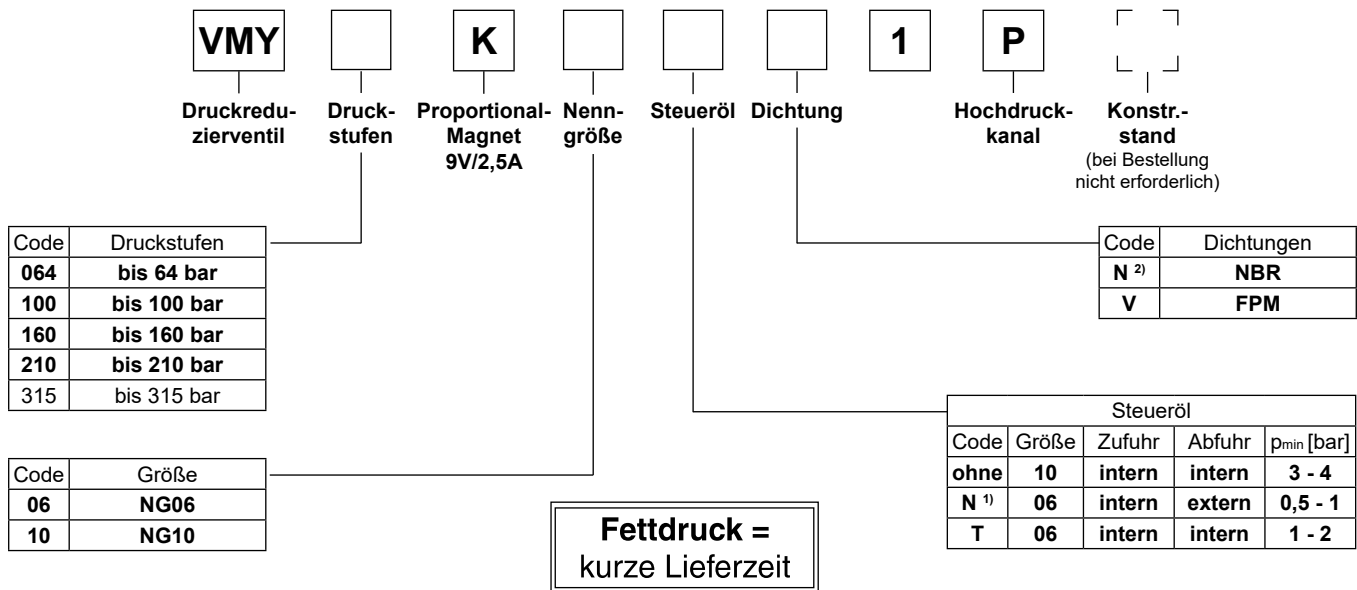 VMY K 1 P
Druckredu-
zierventil
Druck-
stufen
Proportional-
Magnet
9V/2,5A
Nenn-
größe
Steueröl
Dichtung
Hochdruck-
kanal
Konstr.-
stand
(bei Bestellung
nicht erforderlich)
Code Druckstufen
064 bis 64 bar
100 bis 100 bar
160 bis 160 bar
210 bis 210 bar
315 bis 315 bar
Code Dichtungen
N 2) NBR
V FPM
Code Größe
06 NG06
10 NG10
Steueröl
Code Größe Zufuhr Abfuhr pmin [bar]
ohne 10 intern intern 3 - 4
N 1) 06 intern extern 0,5 - 1
T 06 intern intern 1 - 2
Fettdruck =
kurze Lieferzeit